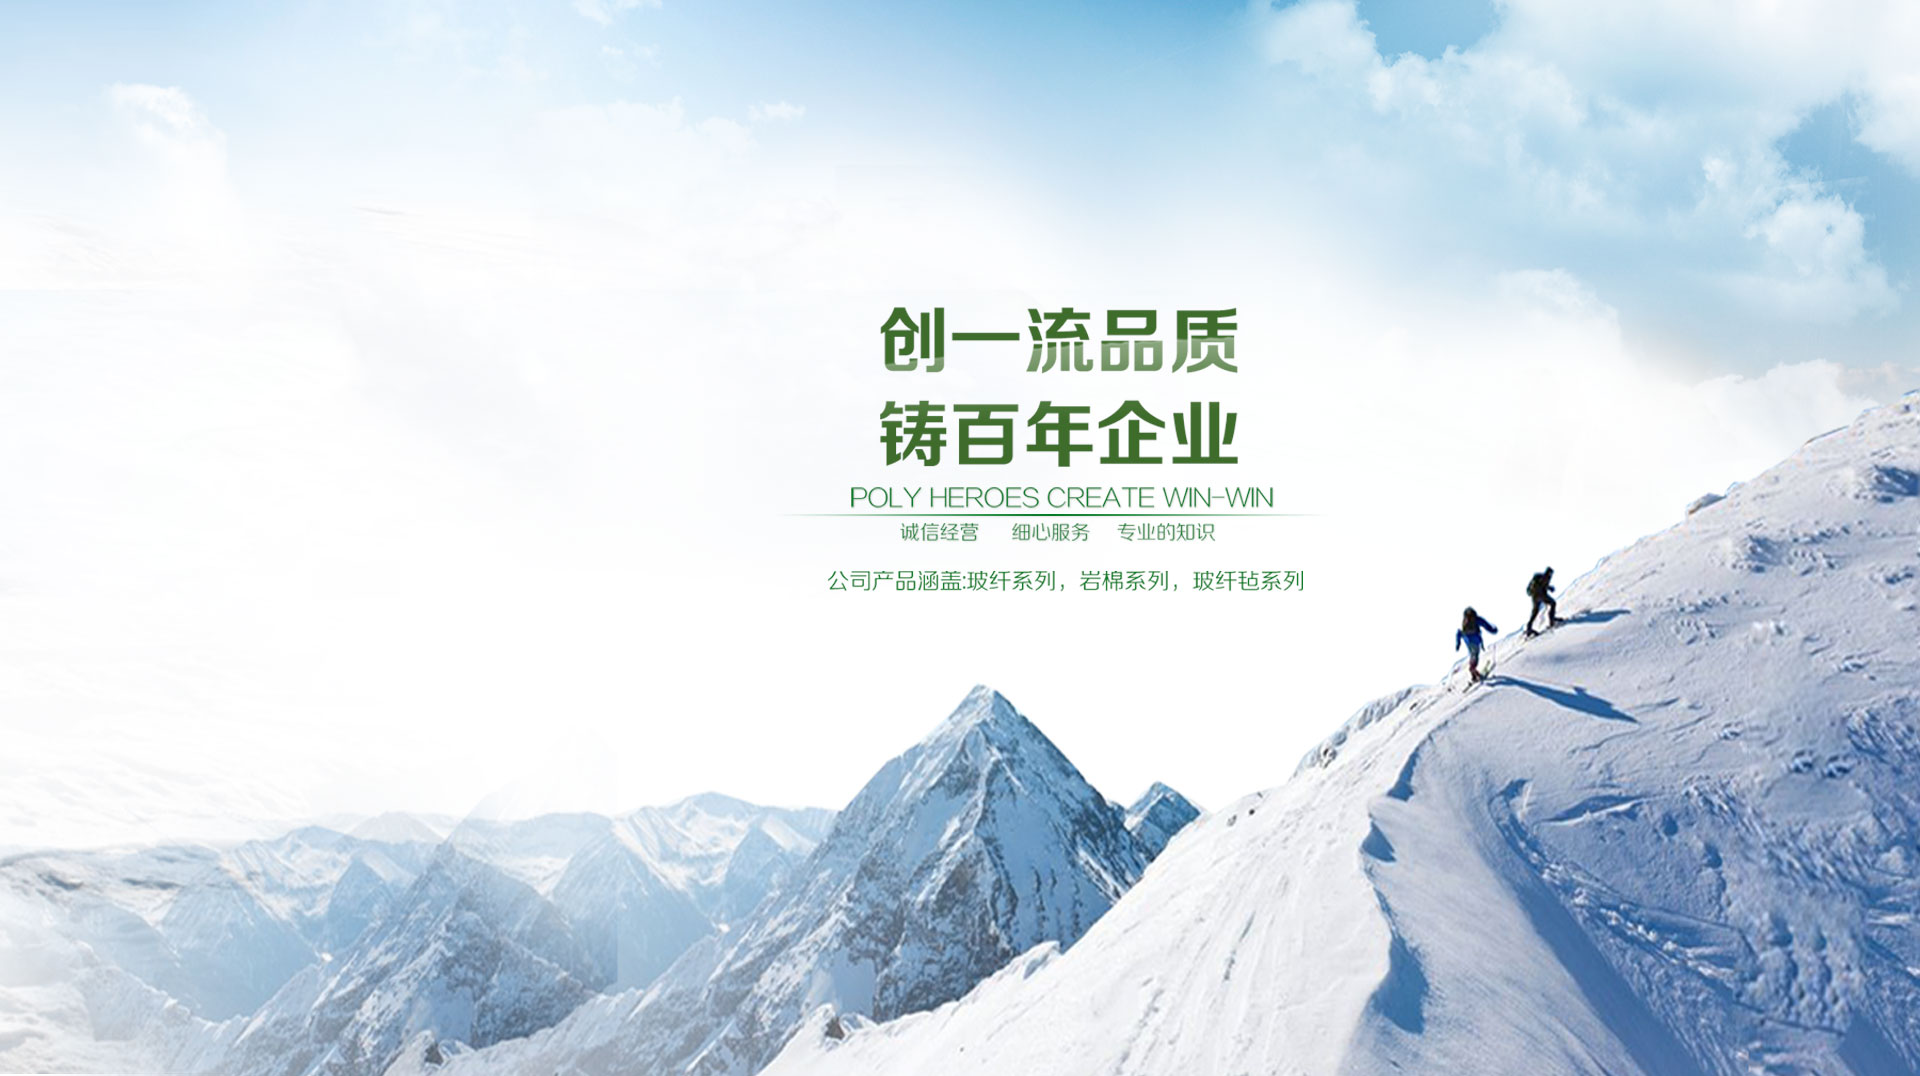 创一流品质
铸百年企业
POLY HEROES CREATE WIN-WIN
诚信经营 细心服务 专业的知识
公司产品涵盖:玻纤系列，岩棉系列，玻纤毡系列